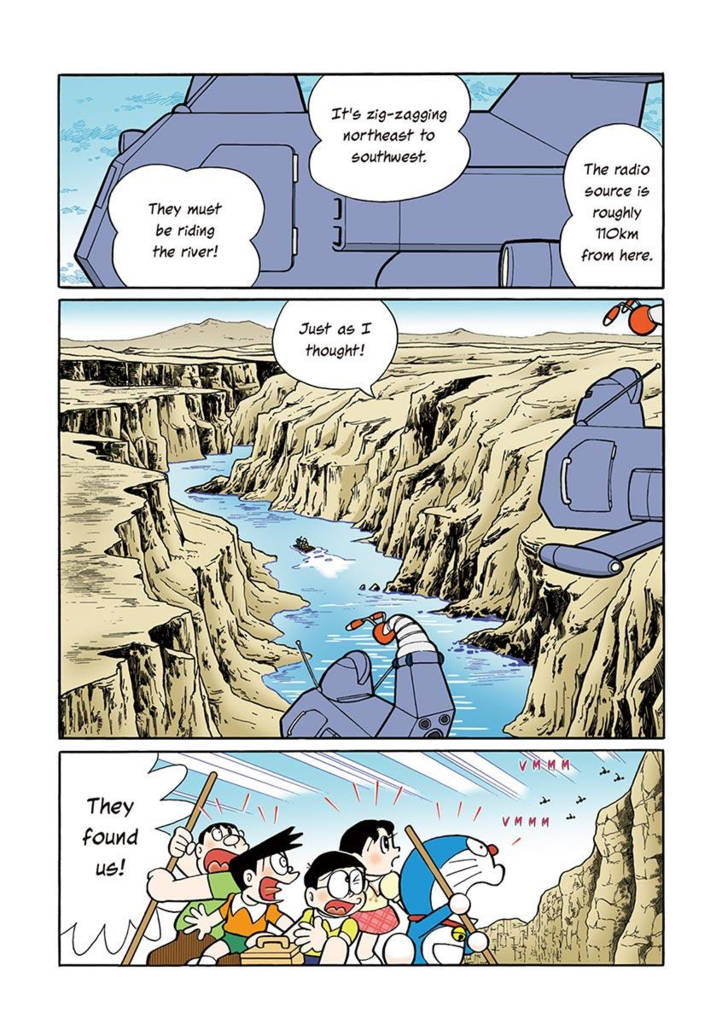 The radio
source is
roughly
110km
from here.
It's zig-zagging
northeast to
southwest.
They must
be riding
the river!
Just as I
thought!
VMMM
VMMM
They
found
us!